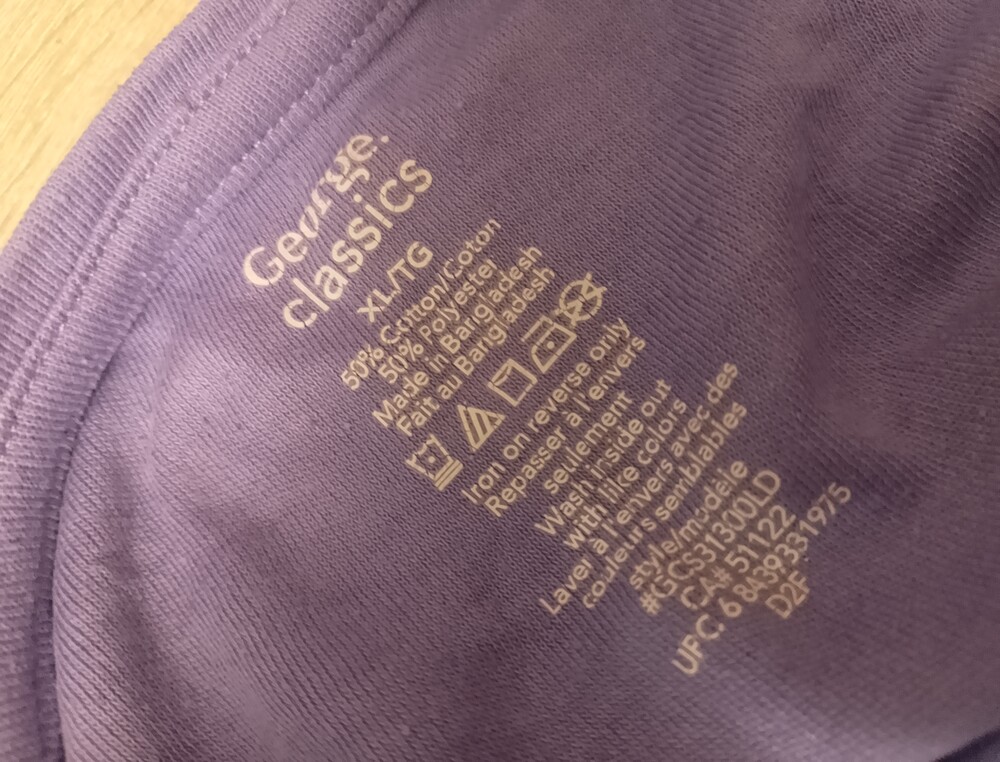 George.
classics
XL/TG
50% Cotton/Coton
50% Polyester
Made in Bangladesh
Fait au Bangladesh
Iron on reverse only
Repasser à l'envers
seulement
Wash inside out
With like colors
Laver à l'envers avec des
couleurs semblables
style/modèle
#GCS31300LD
CA# 51122
UPC: 6 8439331975
D2F